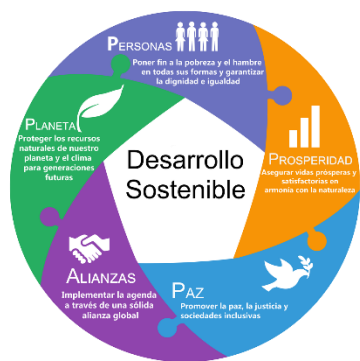 PERSONAS
Poner fin a la pobreza y el hambre
en todas sus formas y garantizar
la dignidad e igualdad
PROSPERIDAD
Asegurar vidas prósperas y
satisfactorias en
armonía con la naturaleza
PAZ
Promover la paz, la justicia y
sociedades inclusivas
ALIANZAS
Implementar la agenda
a través de una sólida
alianza global
PLANETA
Proteger los recursos
naturales de nuestro
planeta y el clima
para generaciones
futuras
Desarrollo
Sostenible